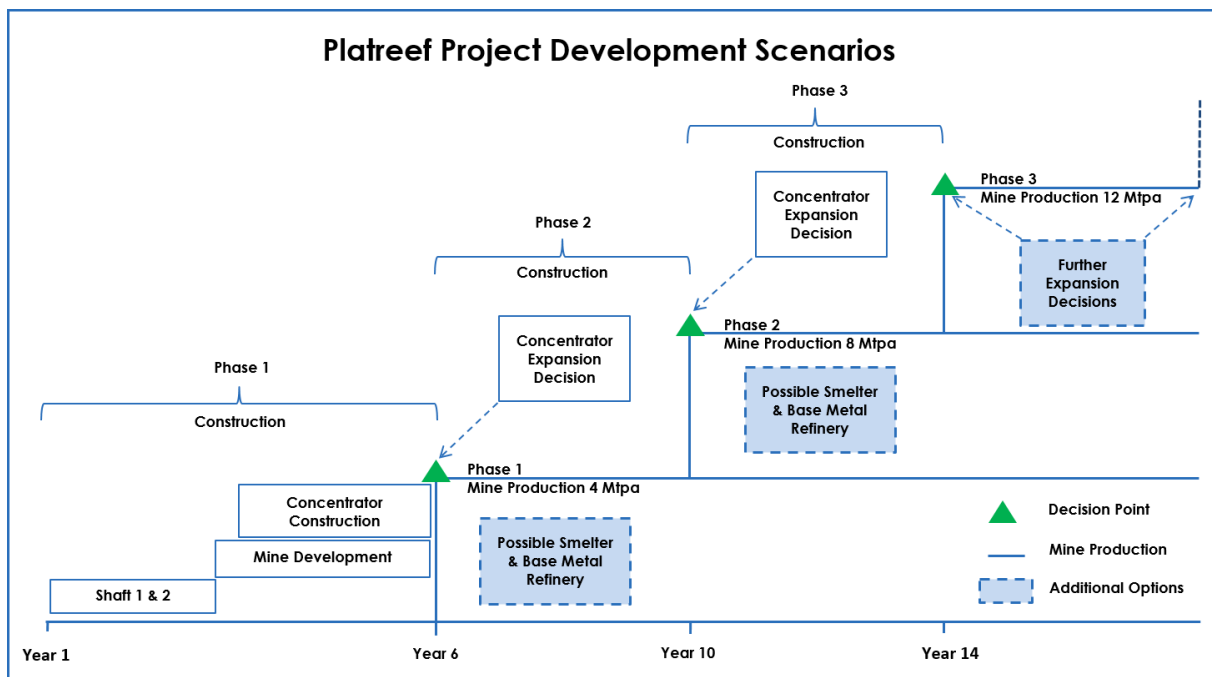 Platreef Project Development Scenarios
Phase 3
Construction
Concentrator
Expansion
Decision
Phase 3
Mine Production 12 Mtpa
Further
Expansion
Decisions
Phase 2
Construction
Concentrator
Expansion
Decision
Phase 2
Mine Production 8 Mtpa
Possible Smelter
& Base Metal
Refinery
Phase 1
Construction
Phase 1
Mine Production 4 Mtpa
Concentrator
Construction
Mine Development
Shaft 1 & 2
Possible Smelter
& Base Metal
Refinery
Decision Point
Mine Production
Additional Options
Year 1
Year 6
Year 10
Year 14